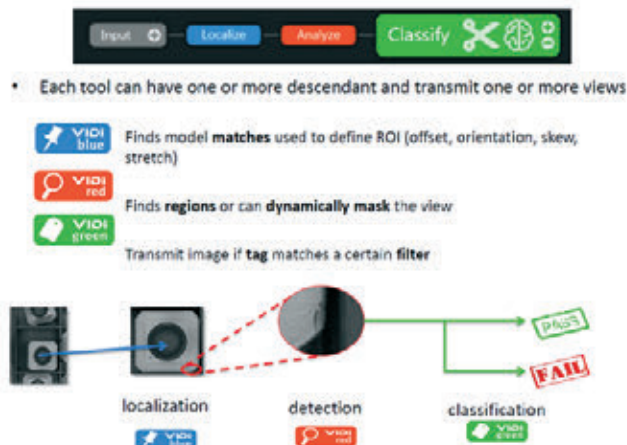 Input
Localize
Analyze
Classify
• Each tool can have one or more descendant and transmit one or more views
VIDI blue
Finds model matches used to define ROI (offset, orientation, skew,
stretch)
VIDI red
Finds regions or can dynamically mask the view
VIDI green
Transmit image if tag matches a certain filter
PASS
FAIL
localization
detection
classification
VIDI blue
VIDI red
VIDI green